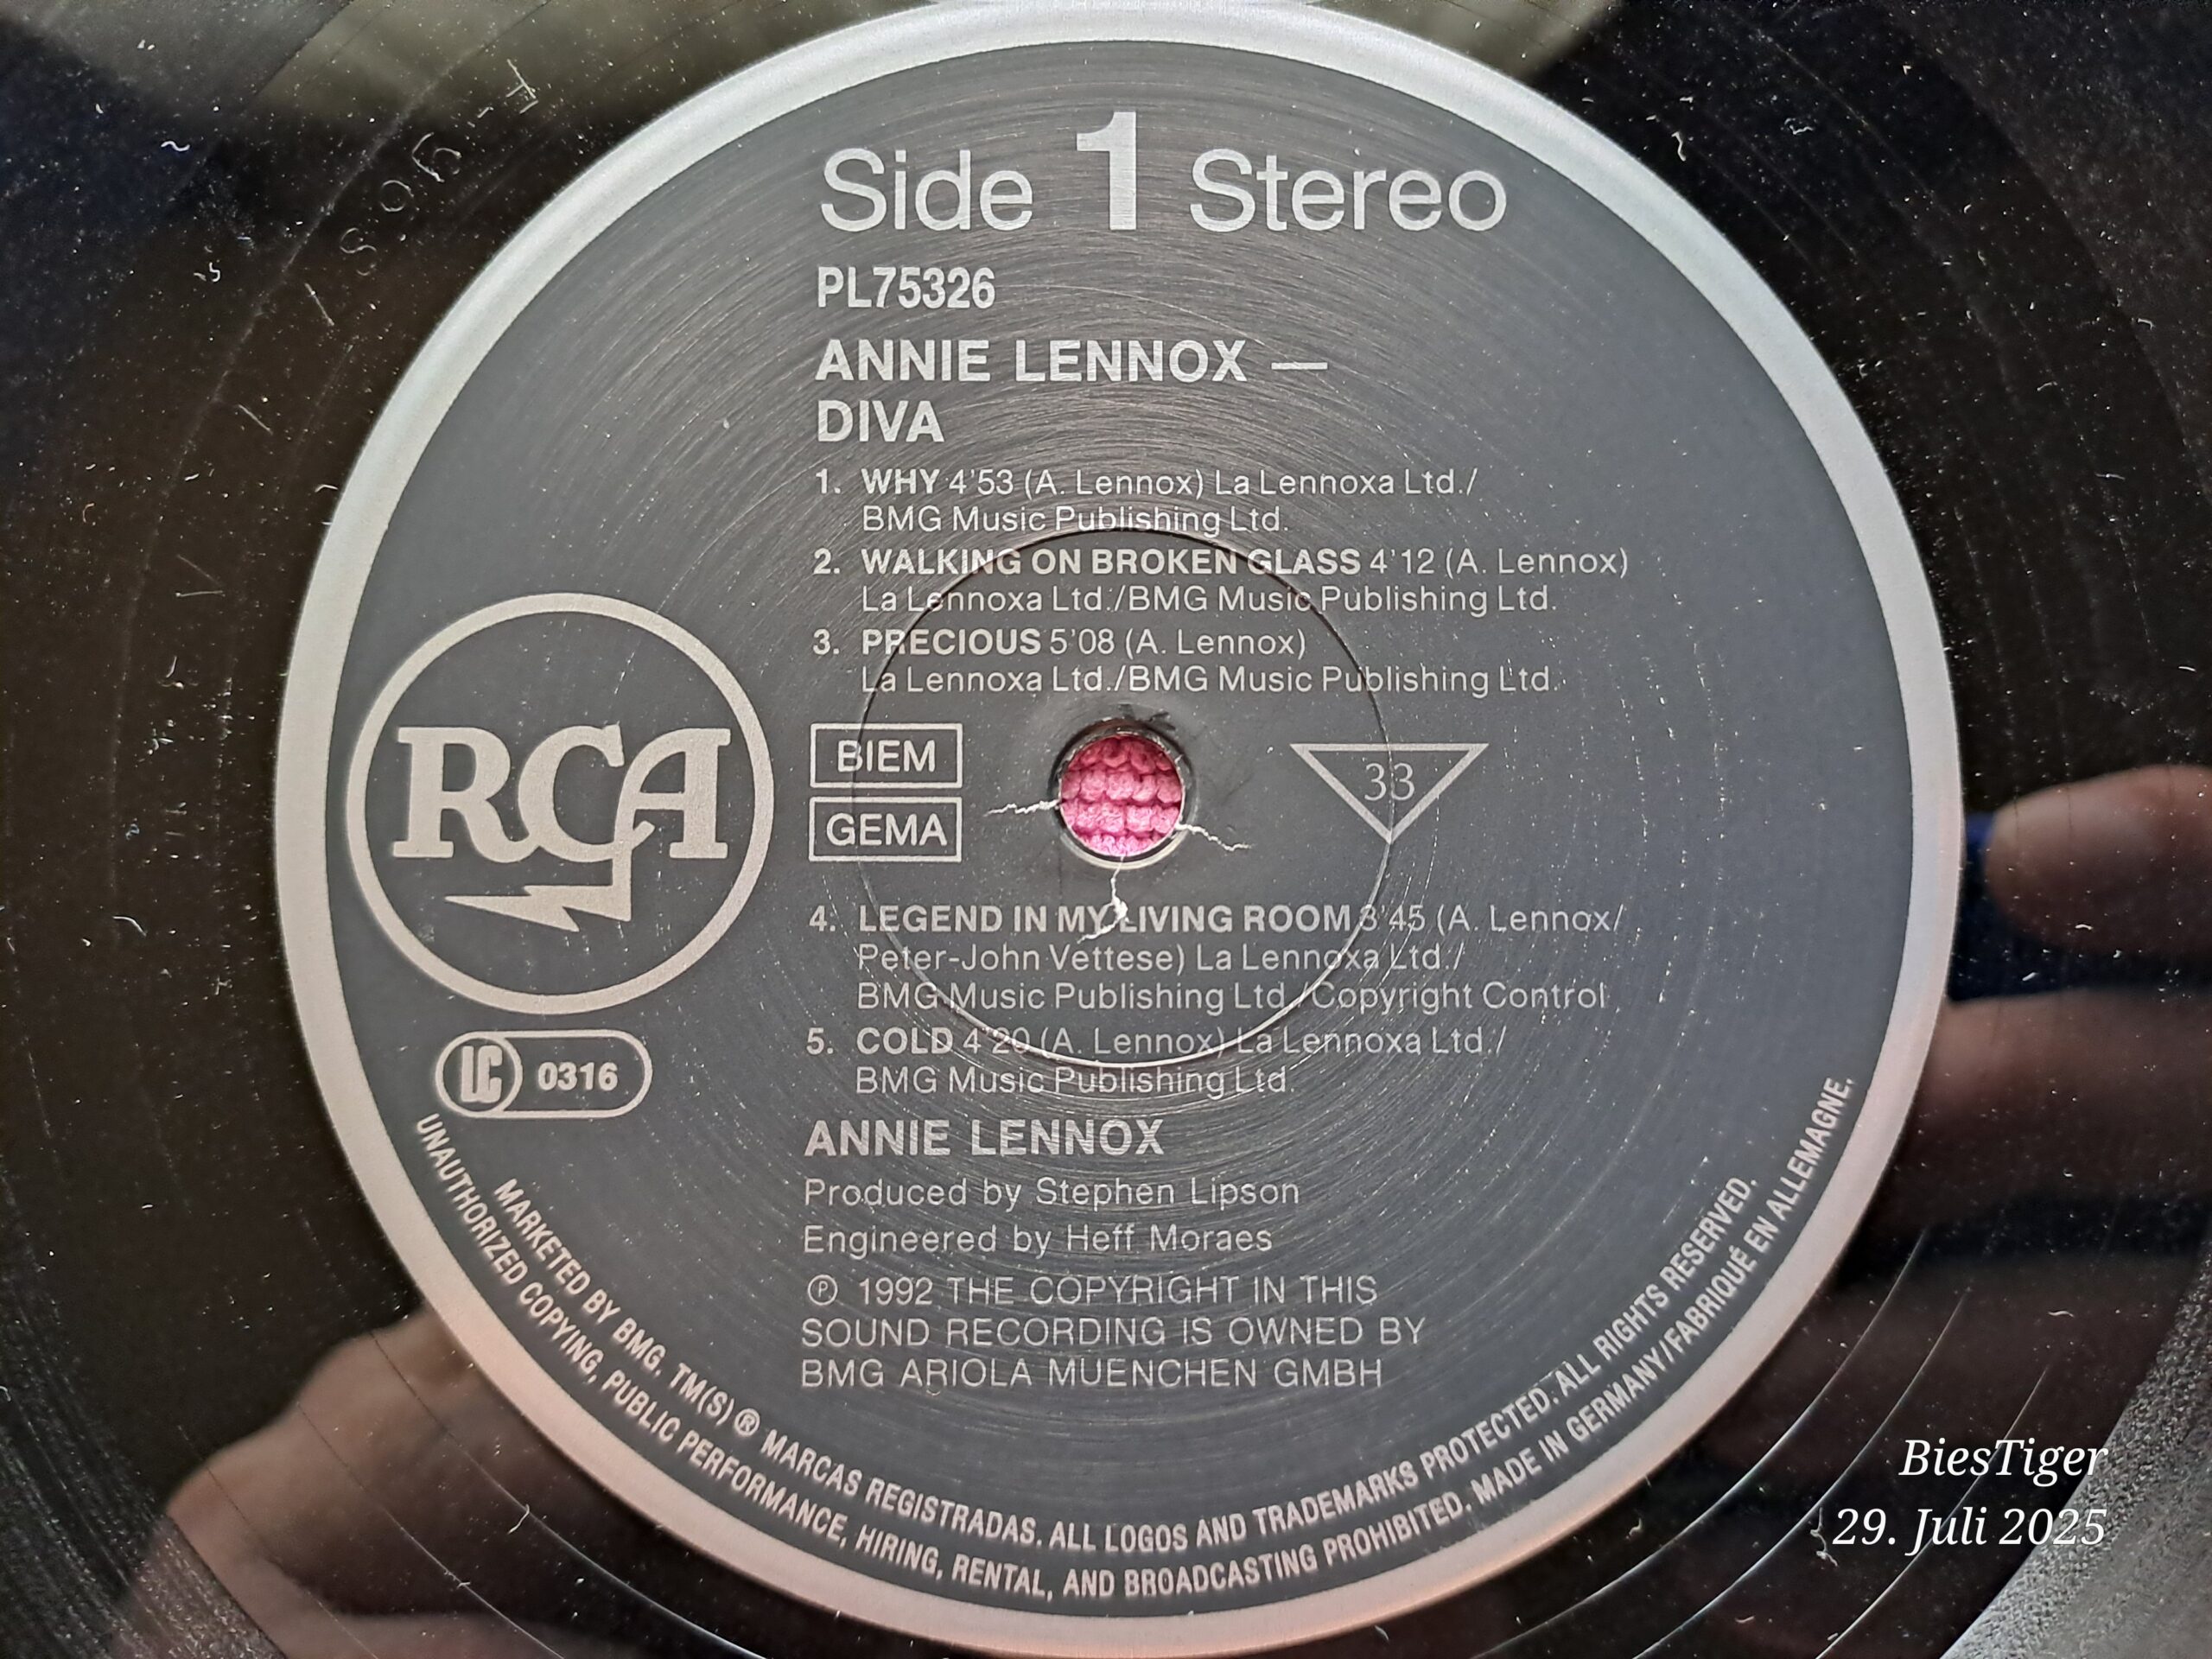 Side 1 Stereo
PL75326
ANNIE LENNOX —
DIVA
1. WHY 4'53 (A. Lennox) La Lennoxa Ltd./
BMG Music Publishing Ltd.
2. WALKING ON BROKEN GLASS 4'12 (A. Lennox)
La Lennoxa Ltd./BMG Music Publishing Ltd.
3. PRECIOUS 5'08 (A. Lennox)
La Lennoxa Ltd./BMG Music Publishing Ltd.
RCA
BIEM
GEMA
33
4. LEGEND IN MY LIVING ROOM 3'45 (A. Lennox/
Peter-John Vettese) La Lennoxa Ltd./
BMG Music Publishing Ltd./Copyright Control
5. COLD 4'20 (A. Lennox) La Lennoxa Ltd./
BMG Music Publishing Ltd.
LC 0316
ANNIE LENNOX
Produced by Stephen Lipson
Engineered by Heff Moraes
℗ 1992 THE COPYRIGHT IN THIS
SOUND RECORDING IS OWNED BY
BMG ARIOLA MUENCHEN GMBH
MARKETED BY BMG. TM(S) ® MARCAS REGISTRADAS. ALL LOGOS AND TRADEMARKS PROTECTED. ALL RIGHTS RESERVED.
UNAUTHORIZED COPYING, PUBLIC PERFORMANCE, HIRING, RENTAL, AND BROADCASTING PROHIBITED. MADE IN GERMANY/FABRIQUÉ EN ALLEMAGNE.
BiesTiger
29. Juli 2025